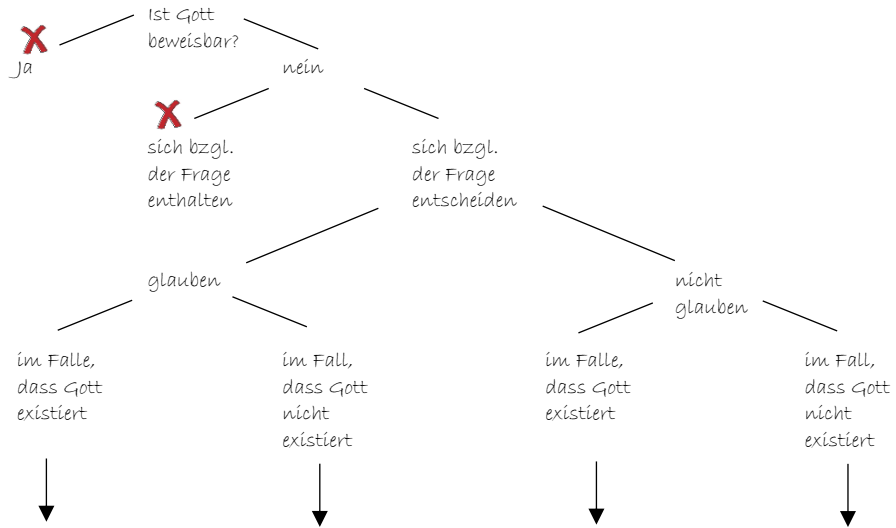 Ist Gott
beweisbar?
Ja
nein
sich bzgl.
der Frage
enthalten
sich bzgl.
der Frage
entscheiden
glauben
nicht
glauben
im Falle,
dass Gott
existiert
im Fall,
dass Gott
nicht
existiert
im Falle,
dass Gott
existiert
im Fall,
dass Gott
nicht
existiert